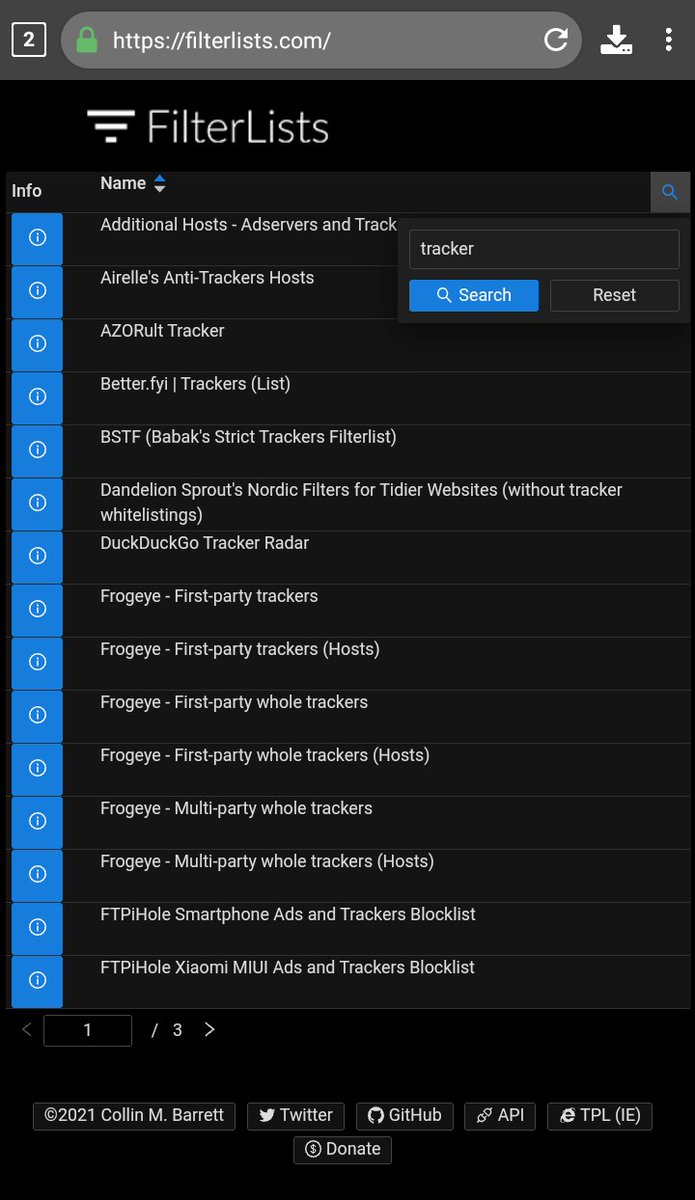 2
https://filterlists.com/
FilterLists
Info
Name
Additional Hosts - Adservers and Track
tracker
Search
Reset
Airelle's Anti-Trackers Hosts
AZORult Tracker
Better.fyi | Trackers (List)
BSTF (Babak's Strict Trackers Filterlist)
Dandelion Sprout's Nordic Filters for Tidier Websites (without tracker
whitelistings)
DuckDuckGo Tracker Radar
Frogeye - First-party trackers
Frogeye - First-party trackers (Hosts)
Frogeye - First-party whole trackers
Frogeye - First-party whole trackers (Hosts)
Frogeye - Multi-party whole trackers
Frogeye - Multi-party whole trackers (Hosts)
FTPiHole Smartphone Ads and Trackers Blocklist
FTPiHole Xiaomi MIUI Ads and Trackers Blocklist
< 1 / 3 >
©2021 Collin M. Barrett
Twitter
GitHub
API
TPL (IE)
Donate